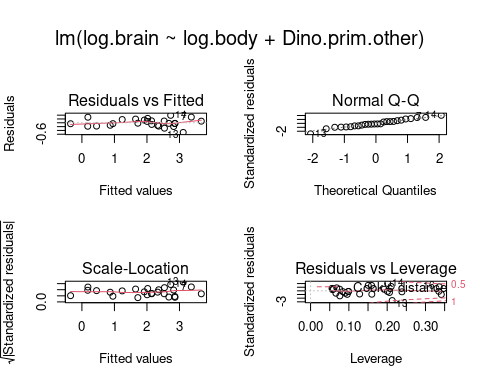 lm(log.brain ~ log.body + Dino.prim.other)
Residuals vs Fitted
Residuals
-0.6
0 1 2 3
Fitted values
Normal Q-Q
Standardized residuals
-2
13
14
-2 -1 0 1 2
Theoretical Quantiles
Scale-Location
√|Standardized residuals|
0.0
0 1 2 3
Fitted values
Residuals vs Leverage
Standardized residuals
-3
Cook's distance
0.5
1
13
0.00 0.10 0.20 0.30
Leverage